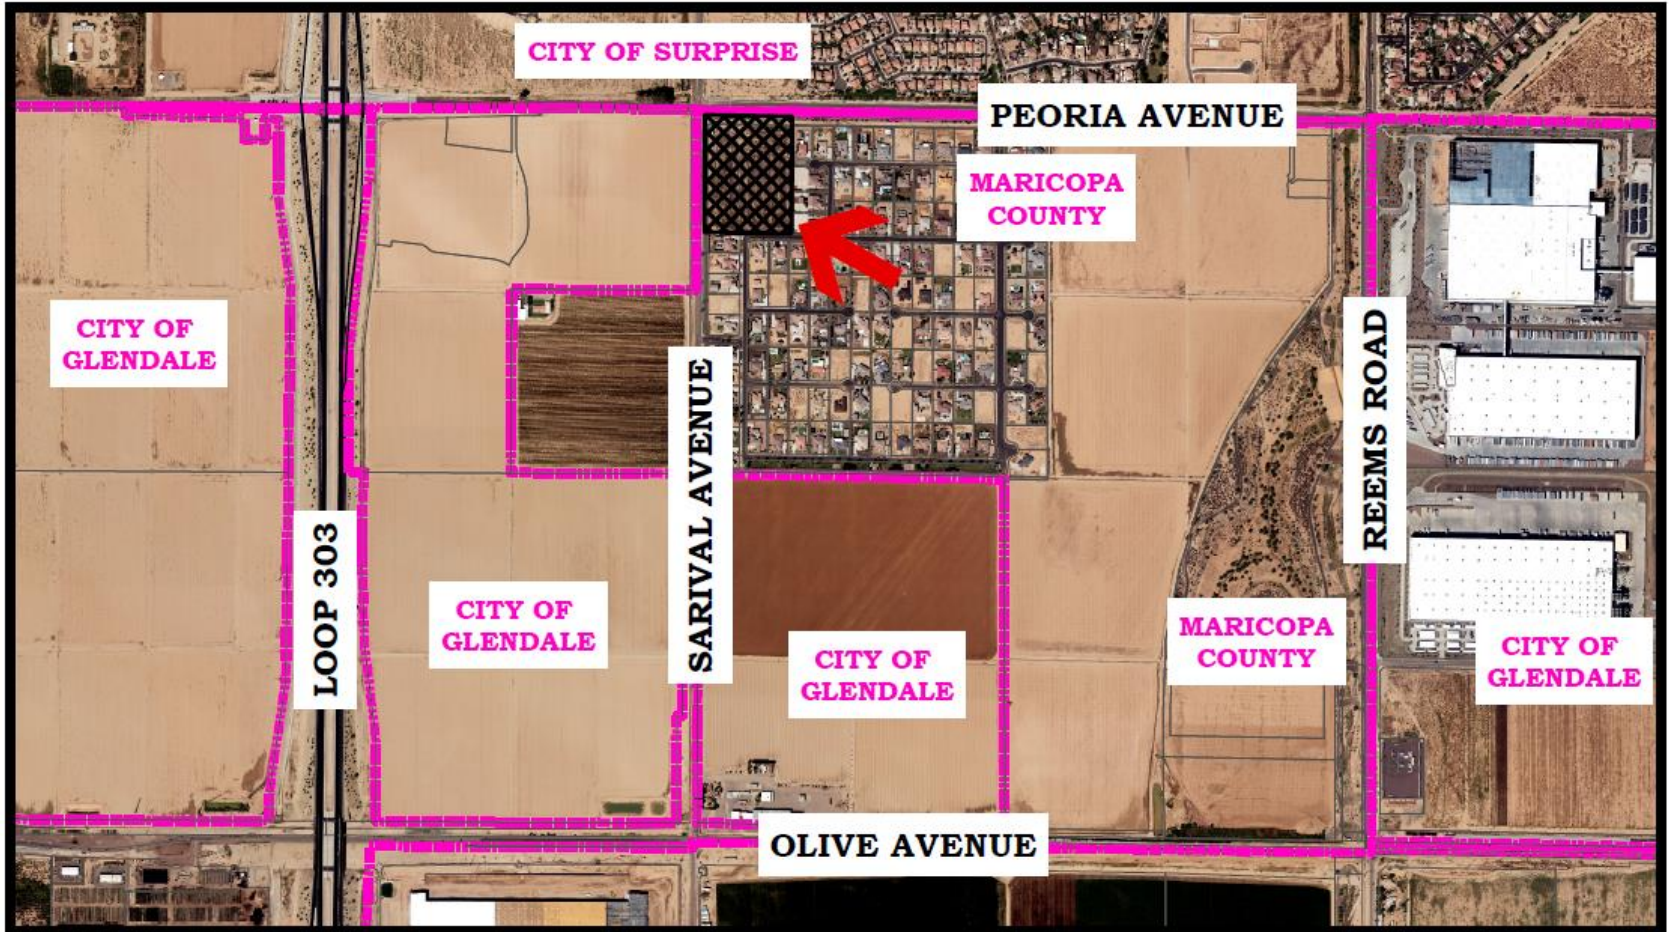 CITY OF SURPRISE
PEORIA AVENUE
MARICOPA
COUNTY
CITY OF
GLENDALE
LOOP 303
SARIVAL AVENUE
REEMS ROAD
CITY OF
GLENDALE
CITY OF
GLENDALE
MARICOPA
COUNTY
CITY OF
GLENDALE
OLIVE AVENUE